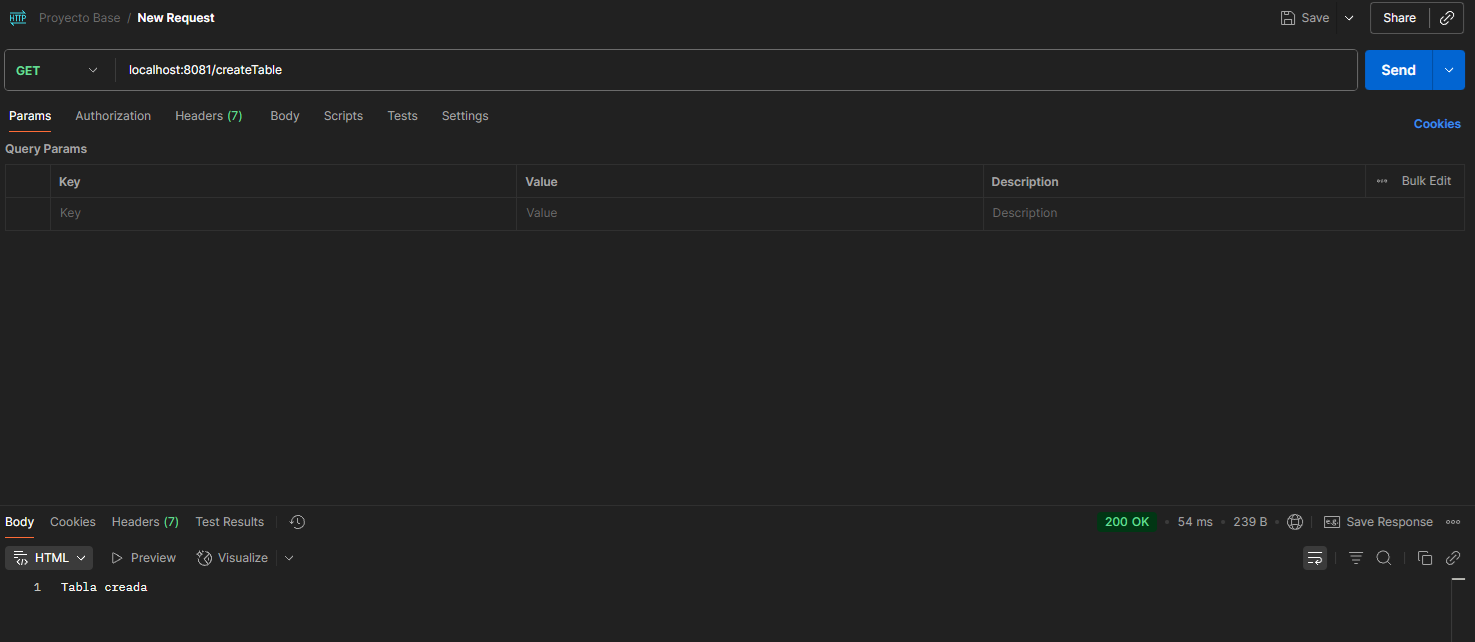 HTTP Proyecto Base / New Request Save Share
GET localhost:8081/createTable Send
Params Authorization Headers (7) Body Scripts Tests Settings
Cookies
Query Params
Key Value Description Bulk Edit
Key Value Description
Body Cookies Headers (7) Test Results 200 OK • 54 ms • 239 B • e.g. Save Response
HTML Preview Visualize
1 Tabla creada